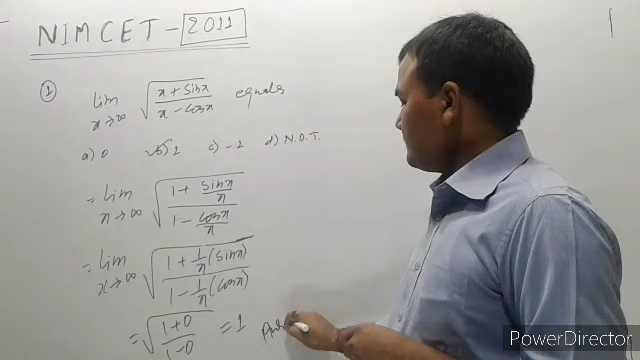 NIMCET - 2011
① lim x→∞ √((x + sinx)/(x - cosx)) equals
a) 0 b) 1 c) -1 d) N.O.T.
= lim x→∞ √((1 + sinx/x)/(1 - cosx/x))
= lim x→∞ √((1 + 1/x (sinx))/(1 - 1/x (cosx)))
= √((1+0)/(1-0)) = 1
PowerDirector